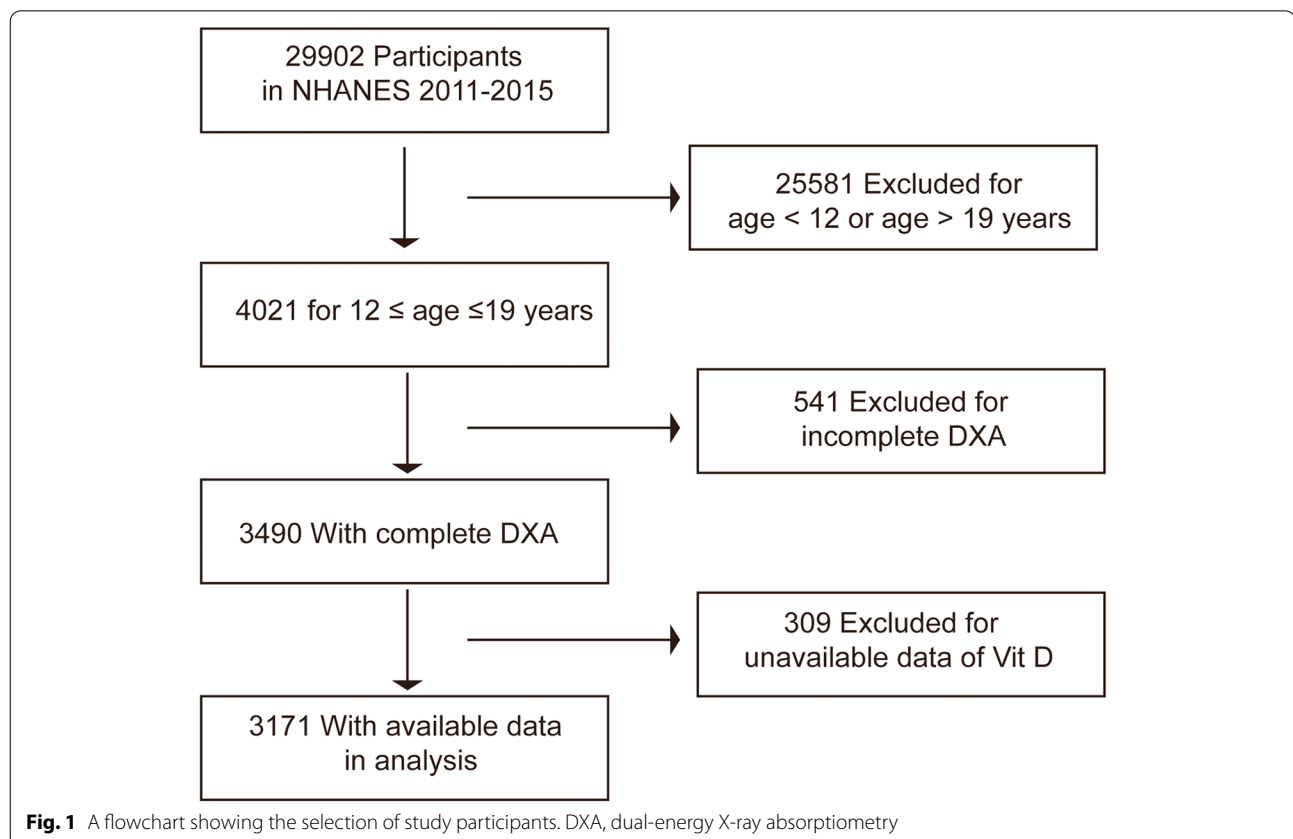 29902 Participants
in NHANES 2011-2015
25581 Excluded for
age < 12 or age > 19 years
4021 for 12 ≤ age ≤19 years
541 Excluded for
incomplete DXA
3490 With complete DXA
309 Excluded for
unavailable data of Vit D
3171 With available data
in analysis
Fig. 1 A flowchart showing the selection of study participants. DXA, dual-energy X-ray absorptiometry